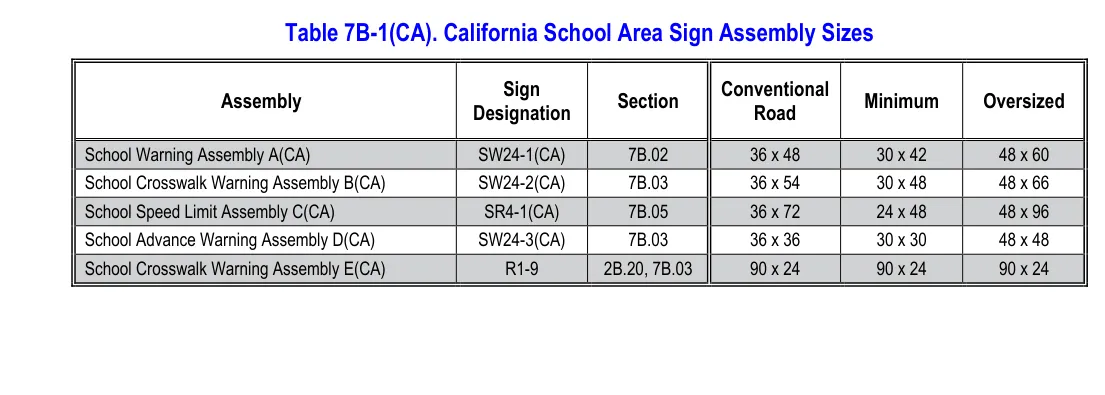 Table 7B-1(CA). California School Area Sign Assembly Sizes
Assembly Sign Designation Section Conventional Road Minimum Oversized
School Warning Assembly A(CA) SW24-1(CA) 7B.02 36 x 48 30 x 42 48 x 60
School Crosswalk Warning Assembly B(CA) SW24-2(CA) 7B.03 36 x 54 30 x 48 48 x 66
School Speed Limit Assembly C(CA) SR4-1(CA) 7B.05 36 x 72 24 x 48 48 x 96
School Advance Warning Assembly D(CA) SW24-3(CA) 7B.03 36 x 36 30 x 30 48 x 48
School Crosswalk Warning Assembly E(CA) R1-9 2B.20, 7B.03 90 x 24 90 x 24 90 x 24